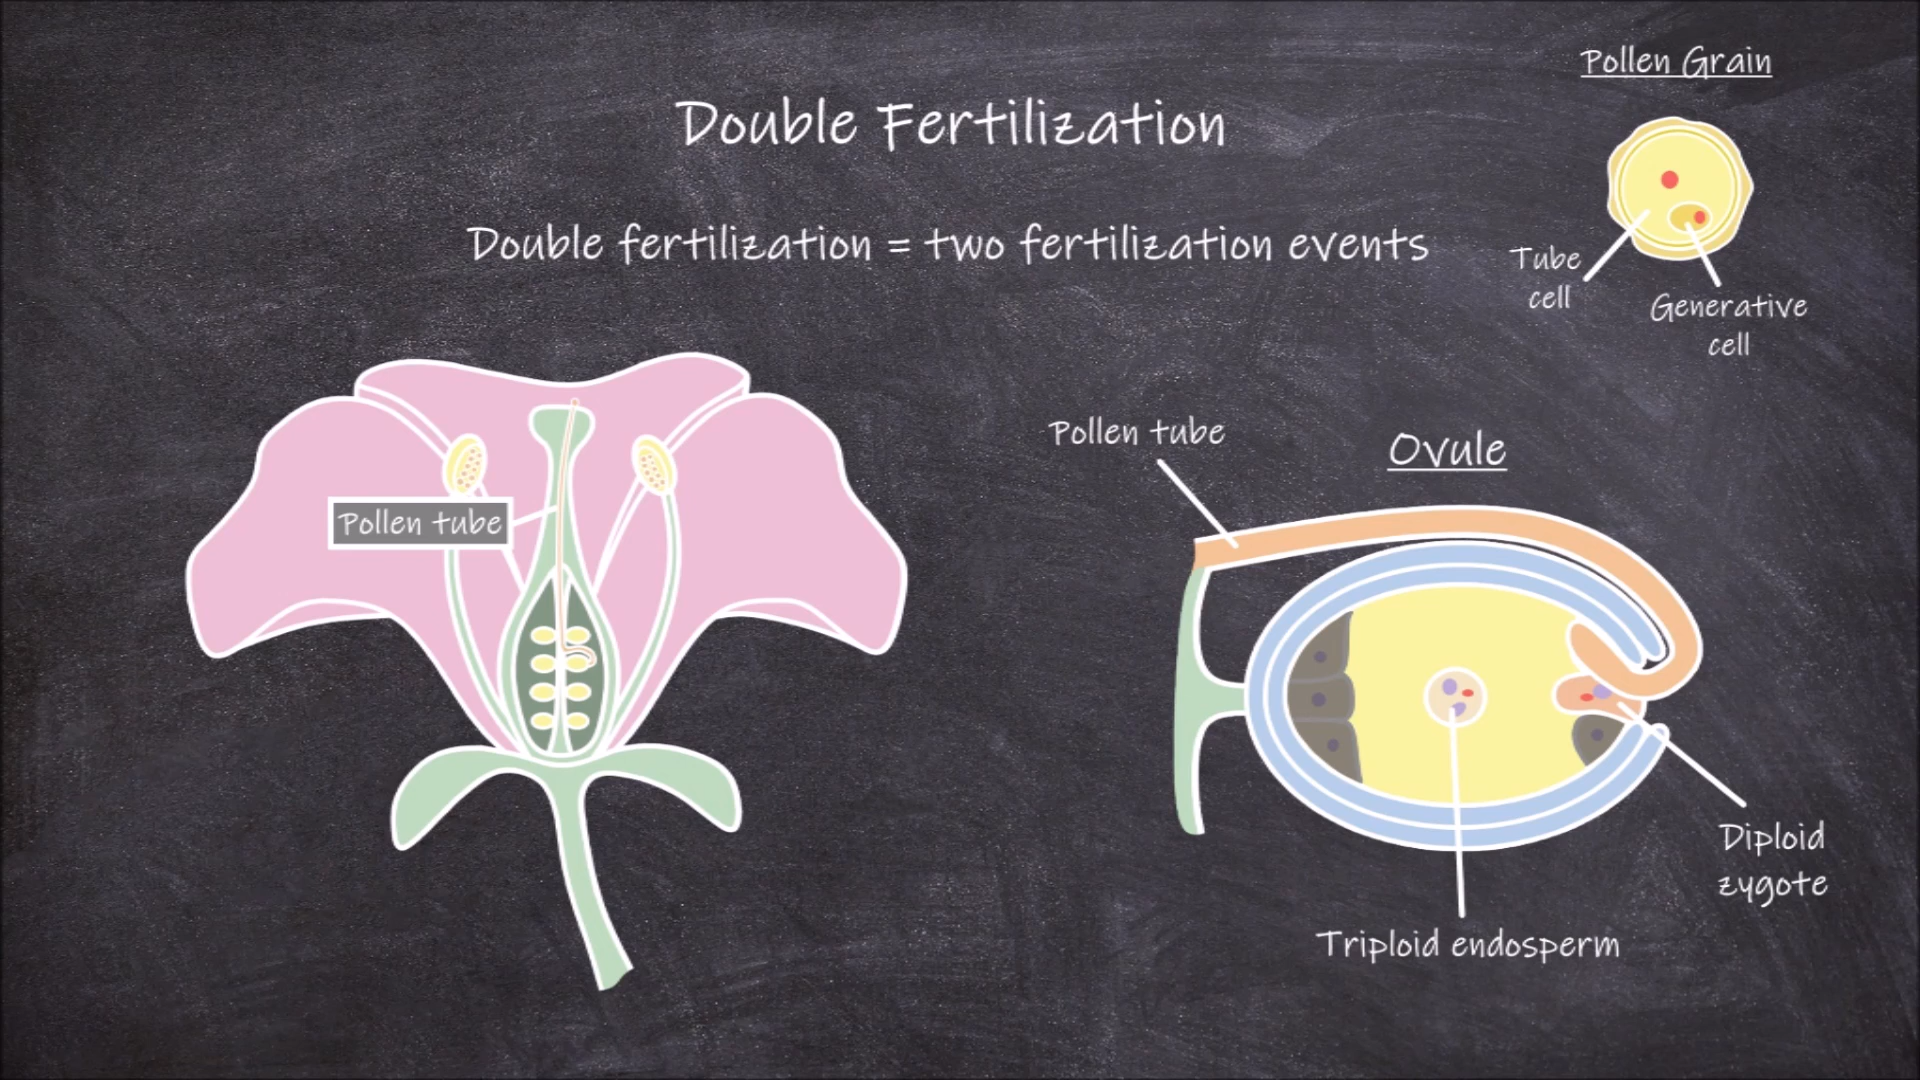 Double Fertilization
Double fertilization = two fertilization events
Pollen Grain
Tube
cell
Generative
cell
Pollen tube
Pollen tube
Ovule
Diploid
zygote
Triploid endosperm